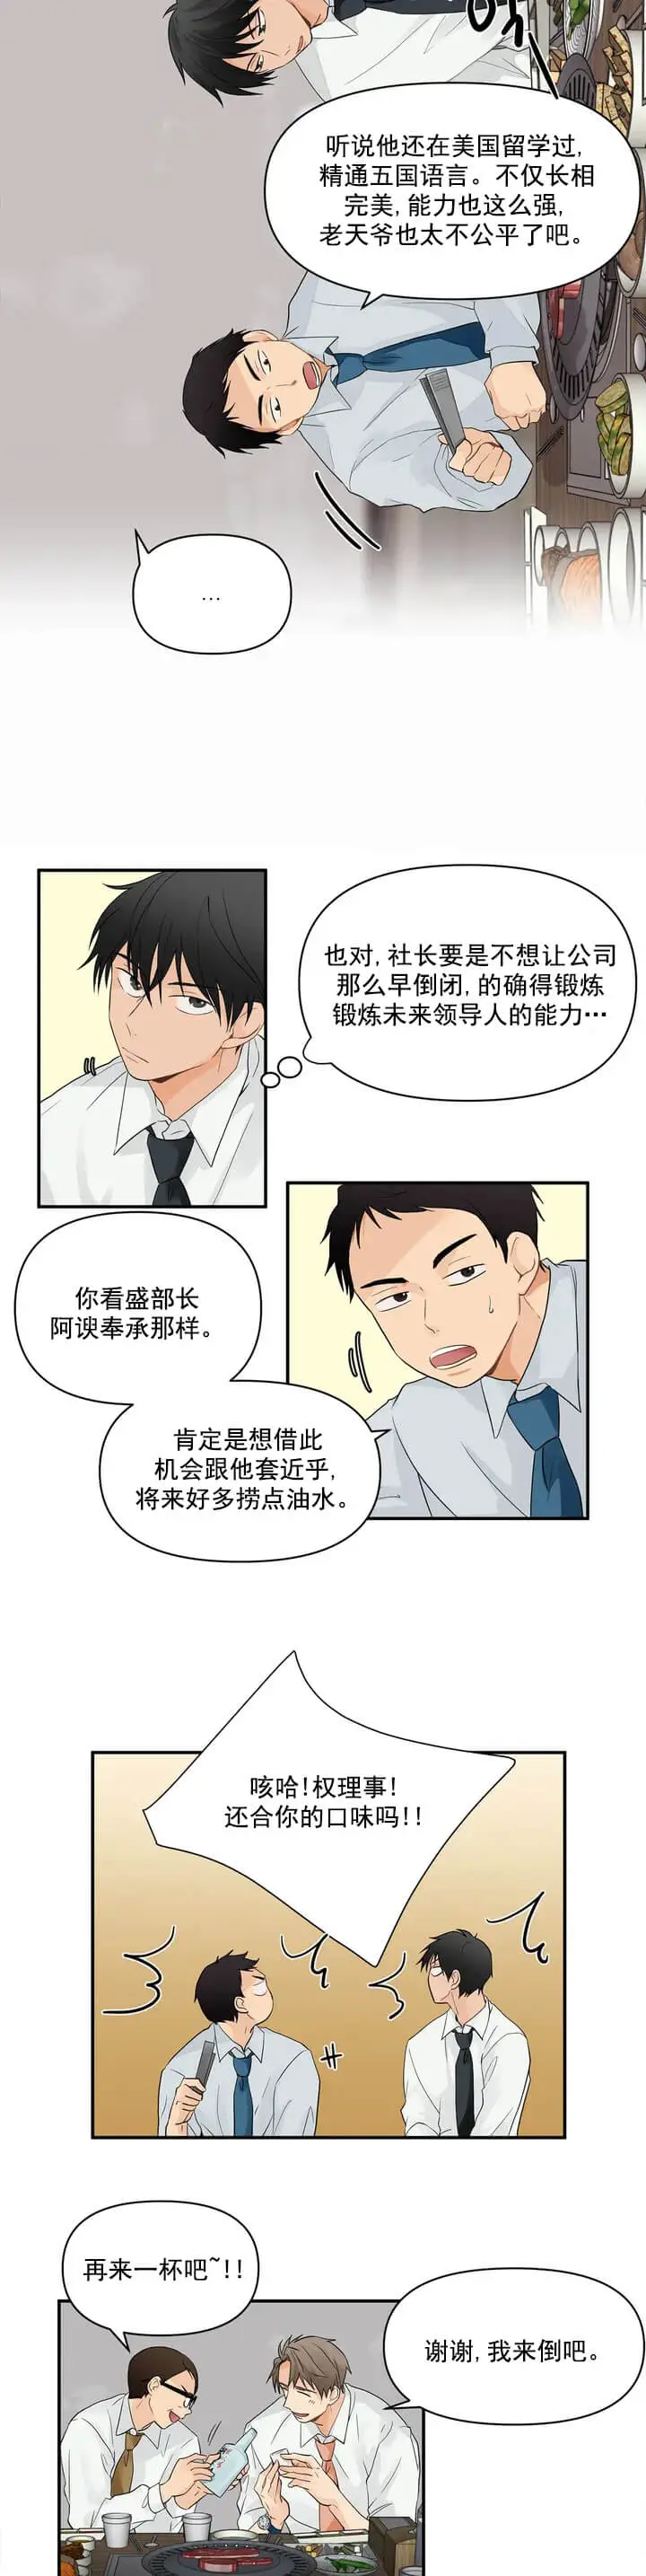 听说他还在美国留学过,
精通五国语言。不仅长相
完美,能力也这么强,
老天爷也太不公平了吧。
...
也对,社长要是不想让公司
那么早倒闭,的确得锻炼
锻炼未来领导人的能力…
你看盛部长
阿谀奉承那样。
肯定是想借此
机会跟他套近乎,
将来好多捞点油水。
咳哈!权理事!
还合你的口味吗!!
再来一杯吧~!!
谢谢,我来倒吧。